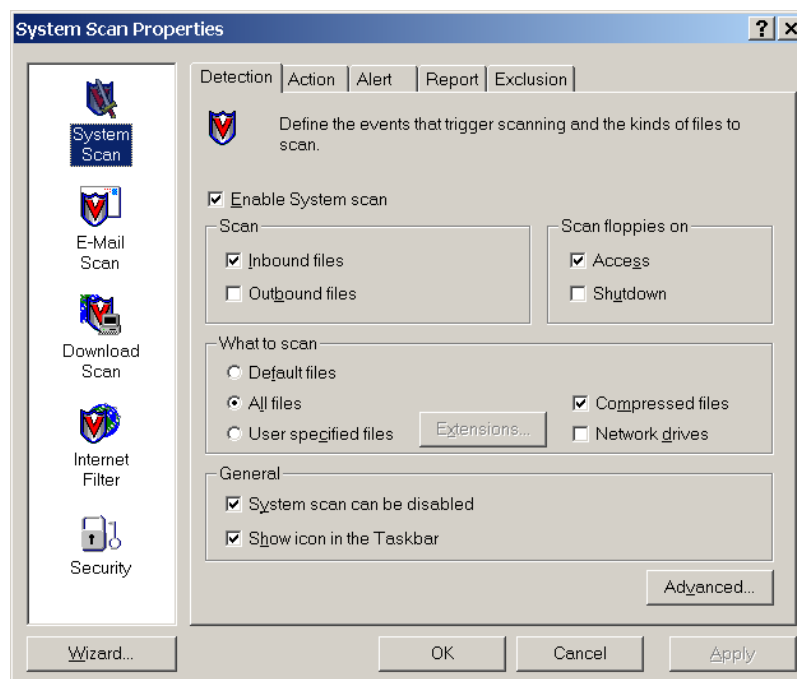 System Scan Properties
System
Scan
E-Mail
Scan
Download
Scan
Internet
Filter
Security
Detection
Action
Alert
Report
Exclusion
Define the events that trigger scanning and the kinds of files to
scan.
Enable System scan
Scan
Inbound files
Outbound files
Scan floppies on
Access
Shutdown
What to scan
Default files
All files
User specified files
Extensions...
Compressed files
Network drives
General
System scan can be disabled
Show icon in the Taskbar
Advanced...
Wizard...
OK
Cancel
Apply